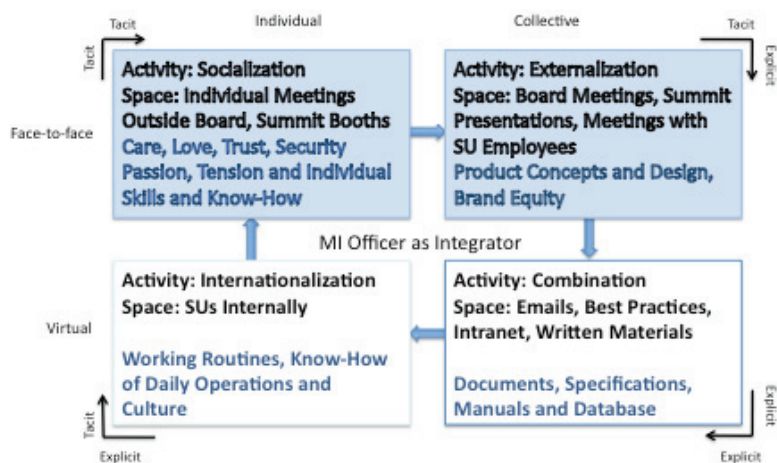 Individual
Collective
Tacit
Tacit
Tacit
Explicit
Face-to-face
Activity: Socialization
Space: Individual Meetings
Outside Board, Summit Booths
Care, Love, Trust, Security
Passion, Tension and Individual
Skills and Know-How
Activity: Externalization
Space: Board Meetings, Summit
Presentations, Meetings with
SU Employees
Product Concepts and Design,
Brand Equity
MI Officer as Integrator
Virtual
Activity: Internationalization
Space: SUs Internally
Working Routines, Know-How
of Daily Operations and
Culture
Activity: Combination
Space: Emails, Best Practices,
Intranet, Written Materials
Documents, Specifications,
Manuals and Database
Tacit
Explicit
Explicit
Explicit